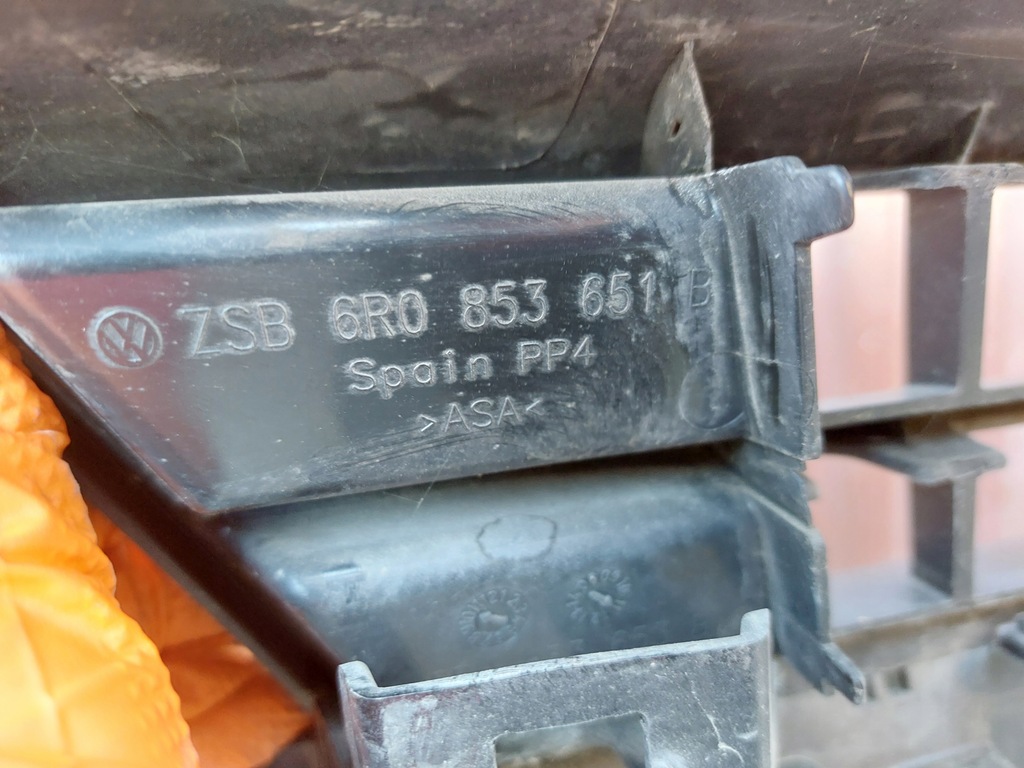 ZSB 6R0 853 651 B
Spain PP4
>ASA<